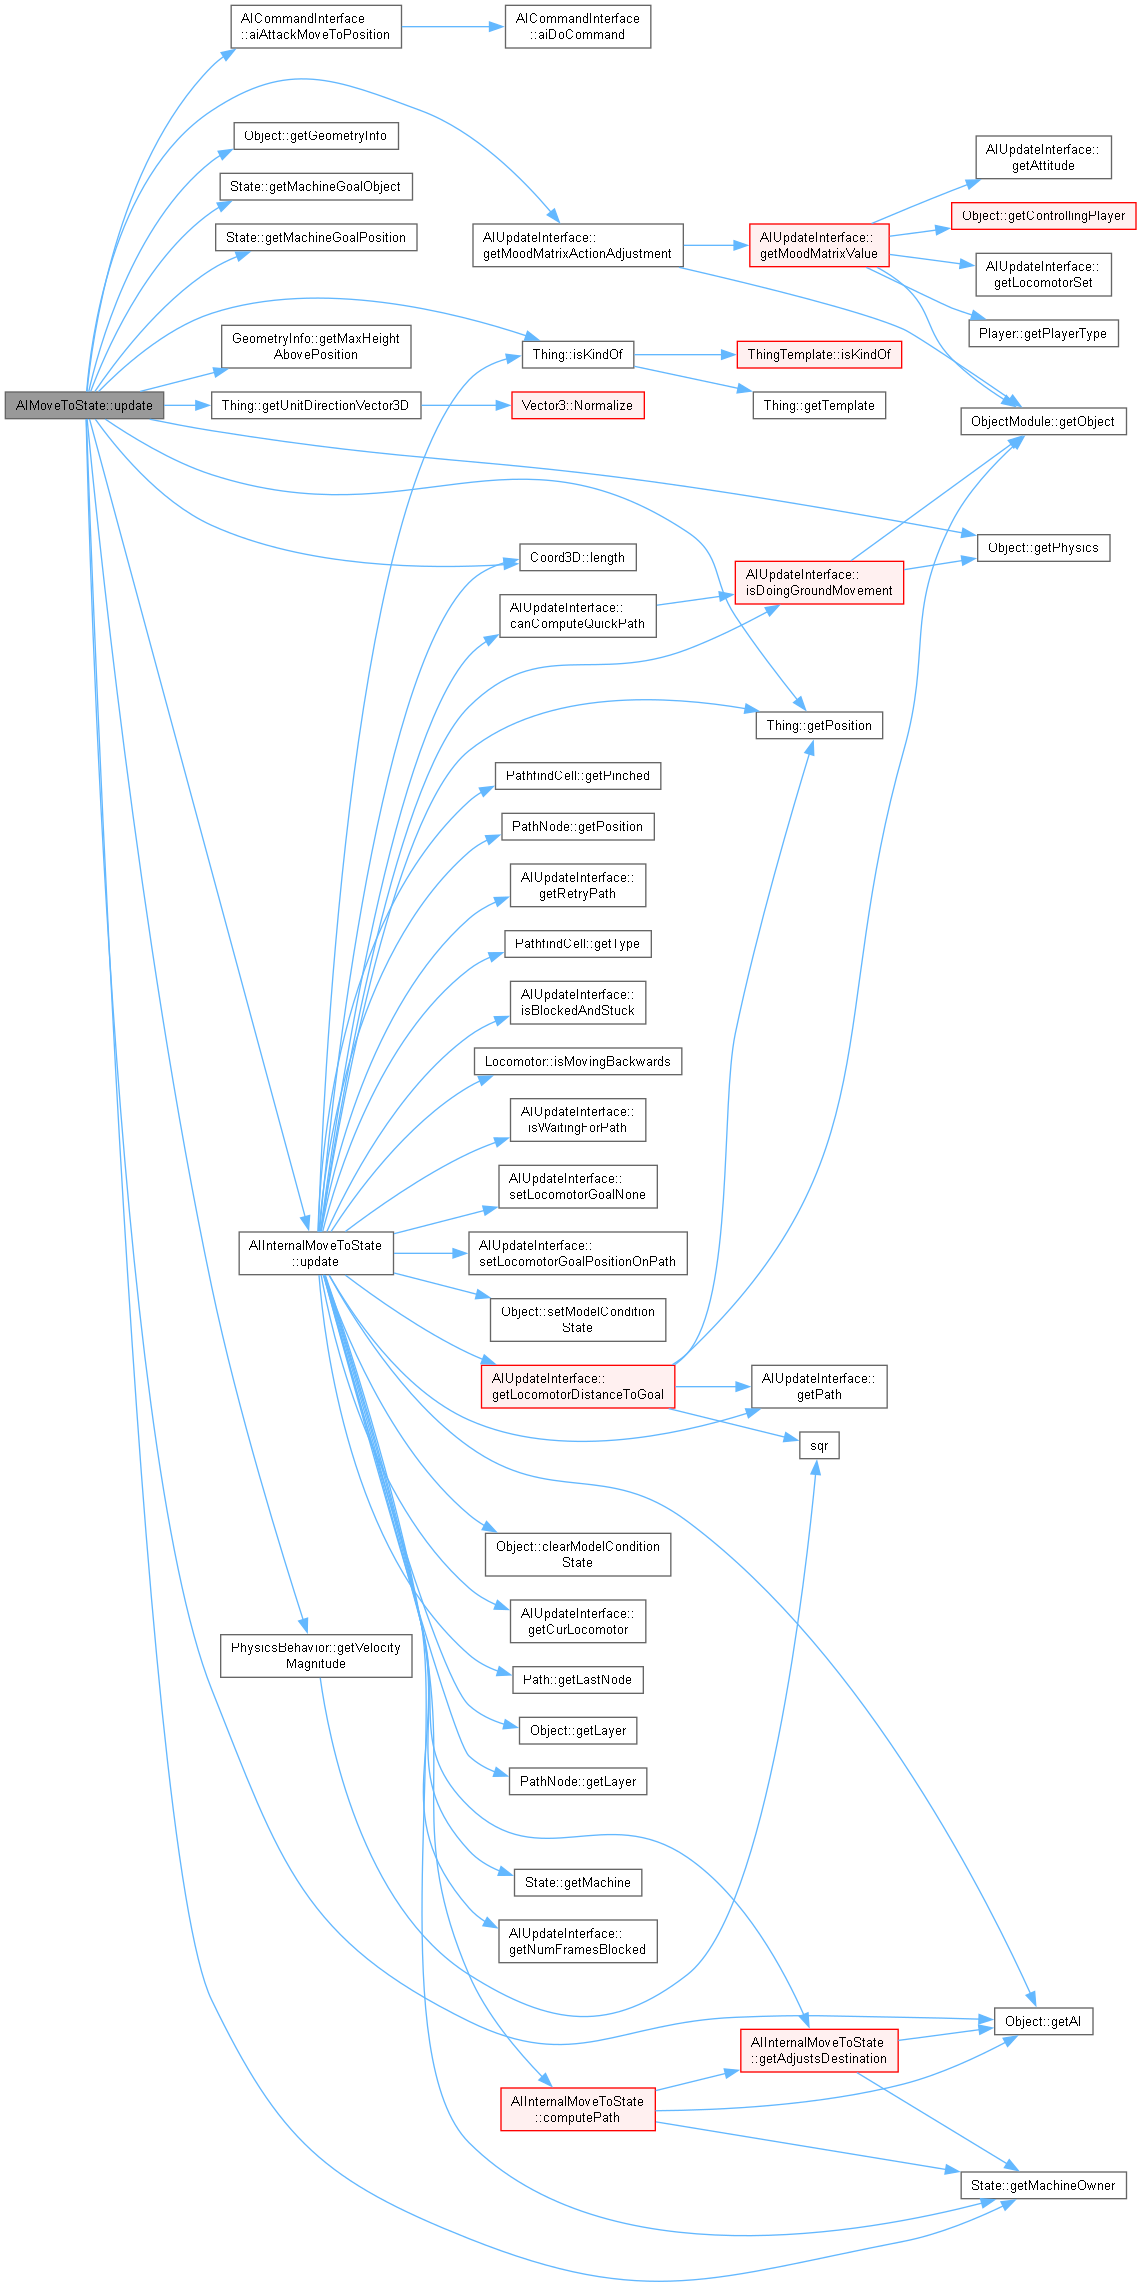 AICommandInterface
::aiAttackMoveToPosition
AICommandInterface
::aiDoCommand
Object::getGeometryInfo
State::getMachineGoalObject
State::getMachineGoalPosition
AIUpdateInterface::
getMoodMatrixActionAdjustment
AIUpdateInterface::
getMoodMatrixValue
AIUpdateInterface::
getAttitude
Object::getControllingPlayer
AIUpdateInterface::
getLocomotorSet
Player::getPlayerType
GeometryInfo::getMaxHeight
AbovePosition
Thing::isKindOf
ThingTemplate::isKindOf
Thing::getTemplate
AIMoveToState::update
Thing::getUnitDirectionVector3D
Vector3::Normalize
ObjectModule::getObject
Object::getPhysics
Coord3D::length
AIUpdateInterface::
isDoingGroundMovement
AIUpdateInterface::
canComputeQuickPath
Thing::getPosition
PathfindCell::getPinched
PathNode::getPosition
AIUpdateInterface::
getRetryPath
PathfindCell::getType
AIUpdateInterface::
isBlockedAndStuck
Locomotor::isMovingBackwards
AIUpdateInterface::
isWaitingForPath
AIUpdateInterface::
setLocomotorGoalNone
AIInternalMoveToState
::update
AIUpdateInterface::
setLocomotorGoalPositionOnPath
Object::setModelCondition
State
AIUpdateInterface::
getLocomotorDistanceToGoal
AIUpdateInterface::
getPath
sqr
Object::clearModelCondition
State
AIUpdateInterface::
getCurLocomotor
PhysicsBehavior::getVelocity
Magnitude
Path::getLastNode
Object::getLayer
PathNode::getLayer
State::getMachine
AIUpdateInterface::
getNumFramesBlocked
Object::getAI
AIInternalMoveToState
::getAdjustsDestination
AIInternalMoveToState
::computePath
State::getMachineOwner